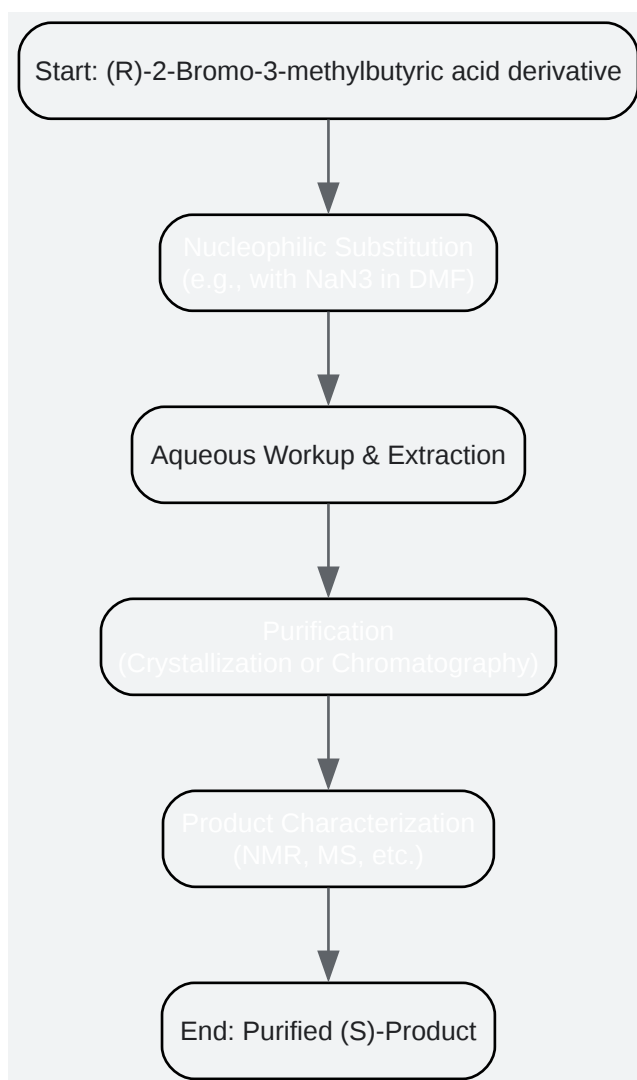 Start: (R)-2-Bromo-3-methylbutyric acid derivative
Nucleophilic Substitution
(e.g., with NaN3 in DMF)
Aqueous Workup & Extraction
Purification
(Crystallization or Chromatography)
Product Characterization
(NMR, MS, etc.)
End: Purified (S)-Product